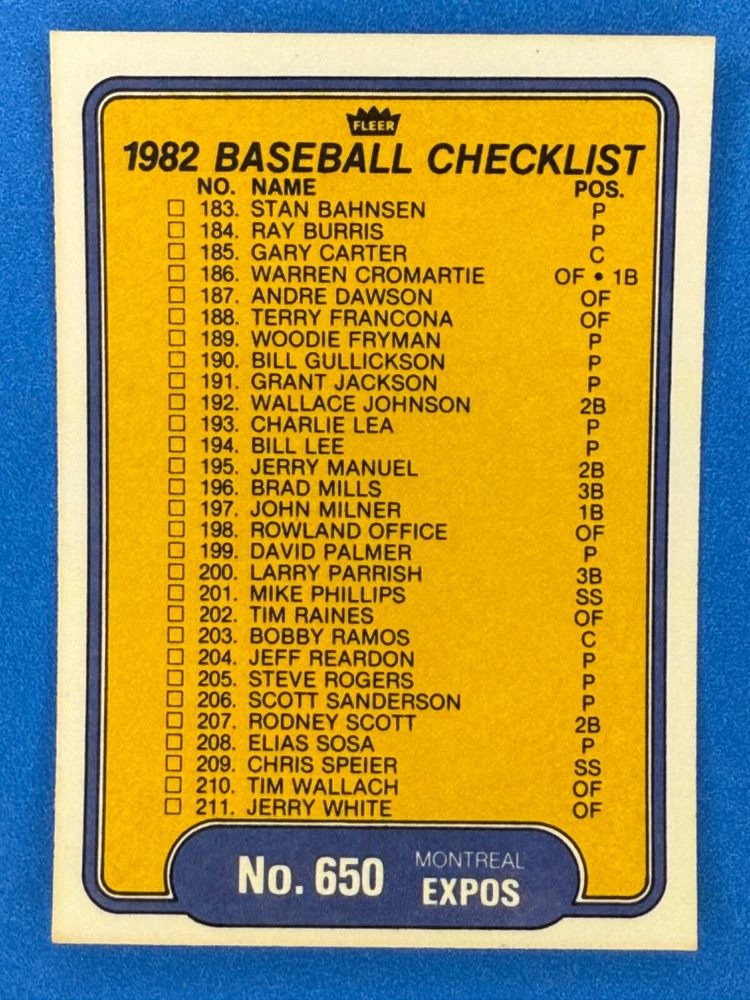 FLEER
1982 BASEBALL CHECKLIST
NO. NAME POS.
183. STAN BAHNSEN P
184. RAY BURRIS P
185. GARY CARTER C
186. WARREN CROMARTIE OF • 1B
187. ANDRE DAWSON OF
188. TERRY FRANCONA OF
189. WOODIE FRYMAN P
190. BILL GULLICKSON P
191. GRANT JACKSON P
192. WALLACE JOHNSON 2B
193. CHARLIE LEA P
194. BILL LEE P
195. JERRY MANUEL 2B
196. BRAD MILLS 3B
197. JOHN MILNER 1B
198. ROWLAND OFFICE OF
199. DAVID PALMER P
200. LARRY PARRISH 3B
201. MIKE PHILLIPS SS
202. TIM RAINES OF
203. BOBBY RAMOS C
204. JEFF REARDON P
205. STEVE ROGERS P
206. SCOTT SANDERSON P
207. RODNEY SCOTT 2B
208. ELIAS SOSA P
209. CHRIS SPEIER SS
210. TIM WALLACH OF
211. JERRY WHITE OF
No. 650 MONTREAL
EXPOS